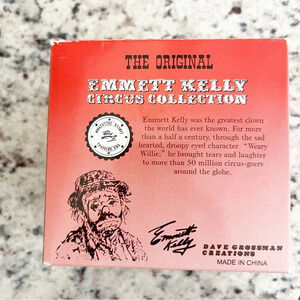 THE ORIGINAL
EMMETT KELLY
CIRCUS COLLECTION
Emmett Kelly was the greatest clown
the world has ever known. For more
than a half a century, through the sad
hearted, droopy eyed character "Weary
Willie," he brought tears and laughter
to more than 50 million circus-goers
around the globe.
Emmett
Kelly
DAVE GROSSMAN
CREATIONS
MADE IN CHINA